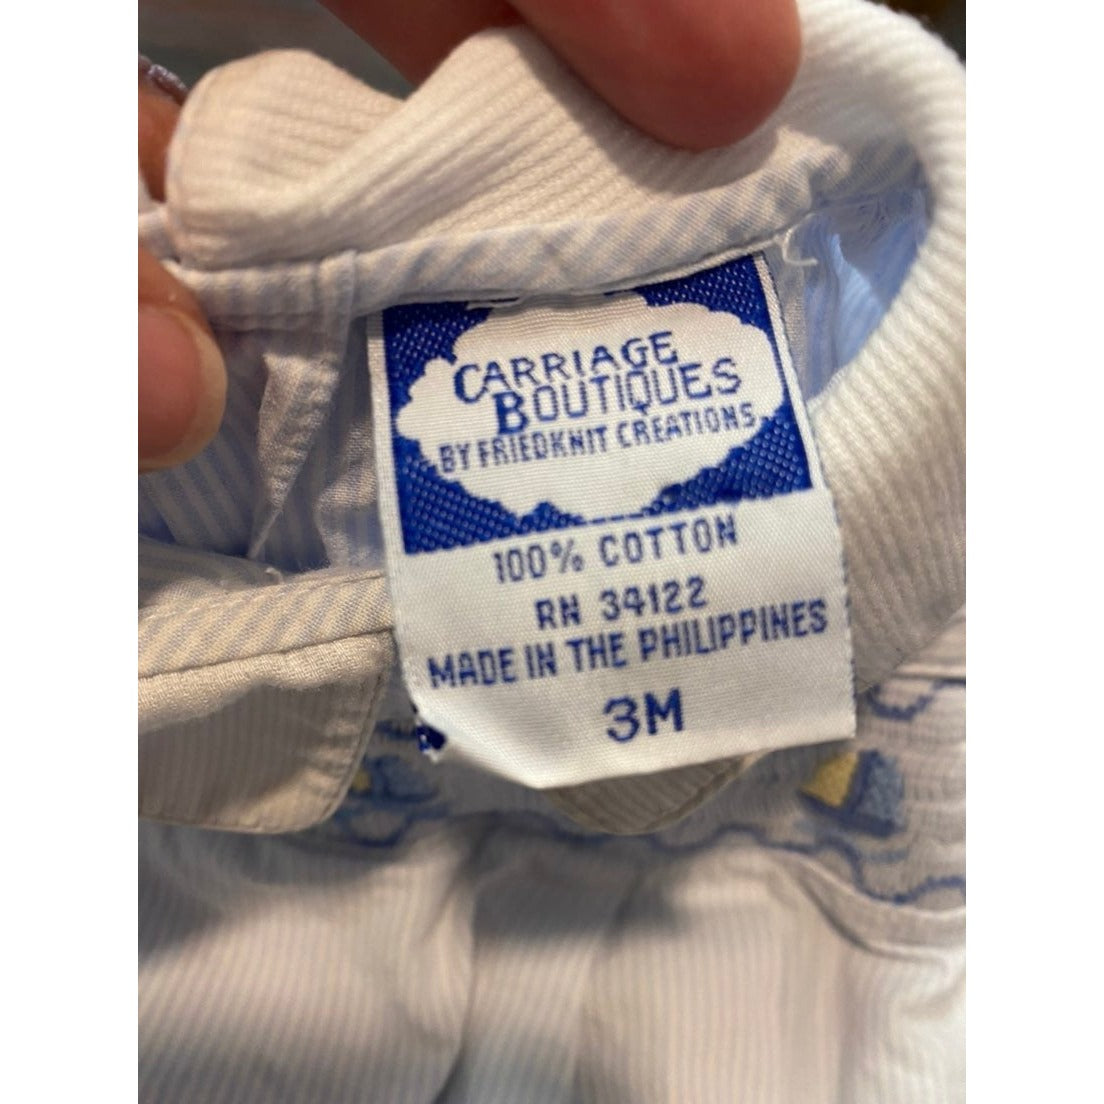 CARRIAGE
BOUTIQUES
BY FRIEDKNIT CREATIONS
100% COTTON
RN 34122
MADE IN THE PHILIPPINES
3M